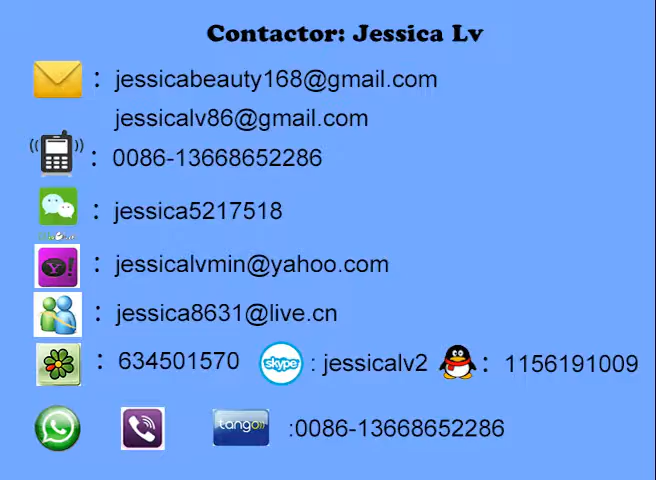 Contactor: Jessica Lv
: jessicabeauty168@gmail.com
jessicalv86@gmail.com
: 0086-13668652286
: jessica5217518
Y! : jessicalvmin@yahoo.com
: jessica8631@live.cn
: 634501570 skype : jessicalv2 : 1156191009
tango :0086-13668652286